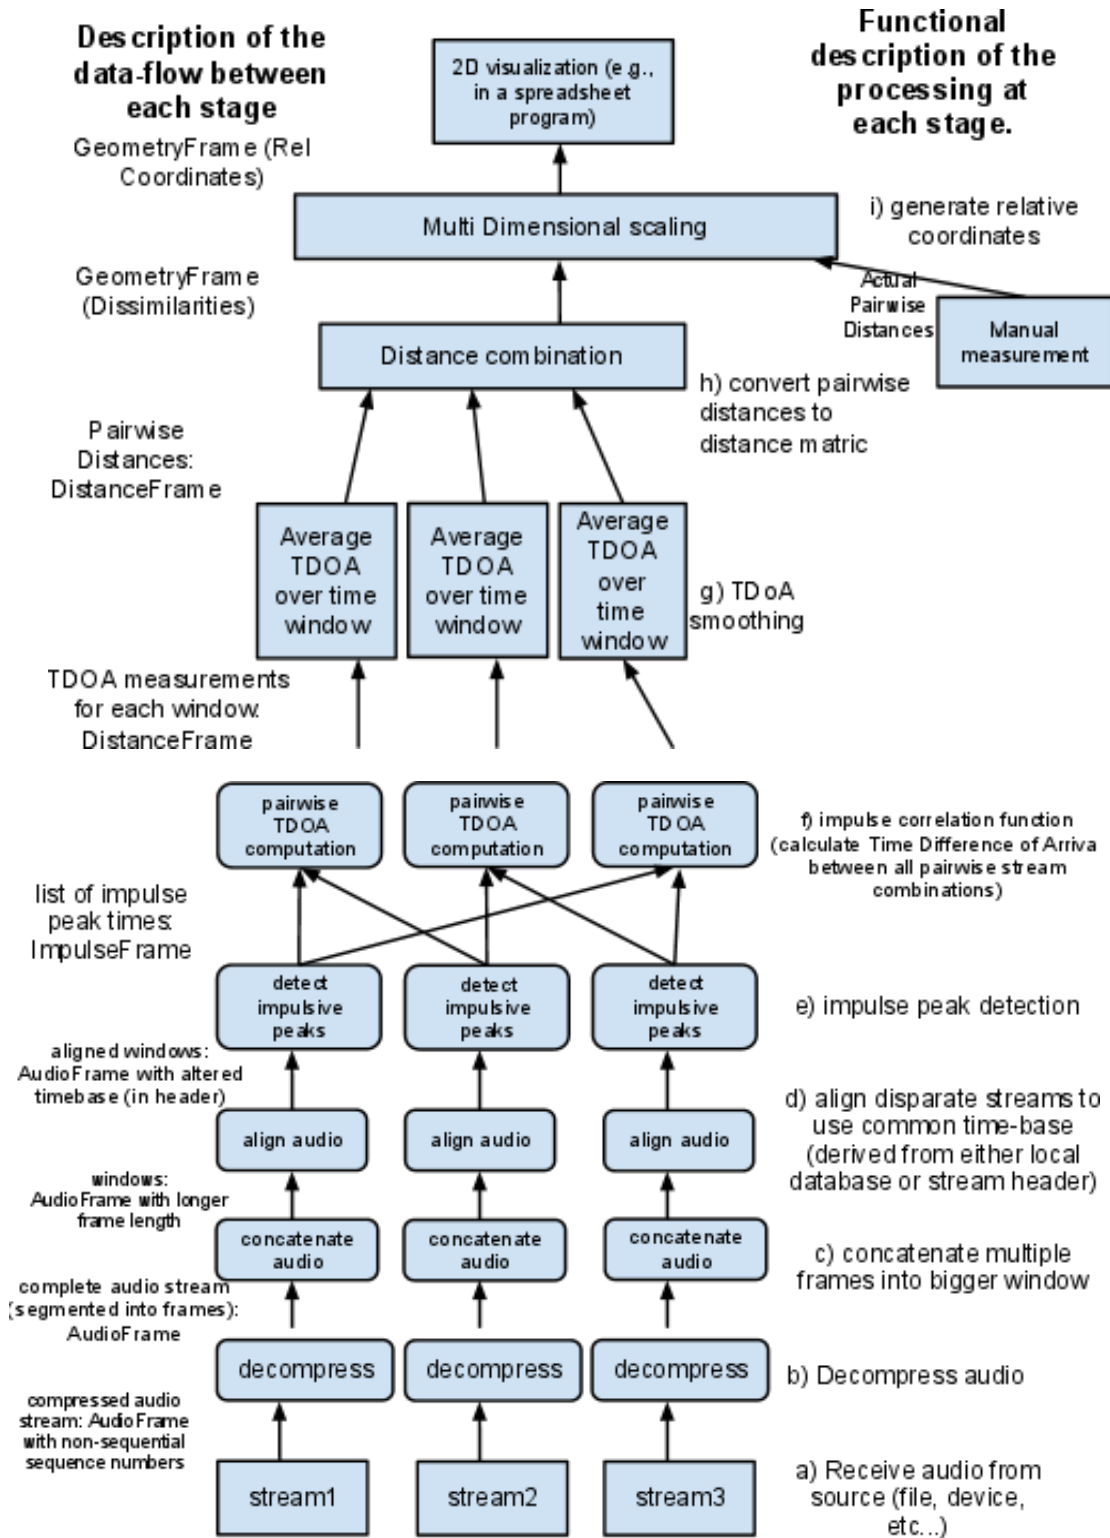 Description of the
data-flow between
each stage
Functional
description of the
processing at
each stage.
2D visualization (e.g.,
in a spreadsheet
program)
GeometryFrame (Rel
Coordinates)
Multi Dimensional scaling
i) generate relative
coordinates
GeometryFrame
(Dissimilarities)
Actual
Pairwise
Distances
Manual
measurement
Distance combination
h) convert pairwise
distances to
distance matric
Pairwise
Distances:
DistanceFrame
Average
TDOA
over time
window
Average
TDOA
over time
window
Average
TDOA
over
time
window
g) TDoA
smoothing
TDOA measurements
for each window:
DistanceFrame
pairwise
TDOA
computation
pairwise
TDOA
computation
pairwise
TDOA
computation
f) impulse correlation function
(calculate Time Difference of Arriva
between all pairwise stream
combinations)
list of impulse
peak times:
ImpulseFrame
detect
impulsive
peaks
detect
impulsive
peaks
detect
impulsive
peaks
e) impulse peak detection
aligned windows:
AudioFrame with altered
timebase (in header)
align audio
align audio
align audio
d) align disparate streams to
use common time-base
(derived from either local
database or stream header)
windows:
AudioFrame with longer
frame length
concatenate
audio
concatenate
audio
concatenate
audio
c) concatenate multiple
frames into bigger window
complete audio stream
(segmented into frames):
AudioFrame
decompress
decompress
decompress
b) Decompress audio
compressed audio
stream: AudioFrame
with non-sequential
sequence numbers
stream1
stream2
stream3
a) Receive audio from
source (file, device,
etc...)